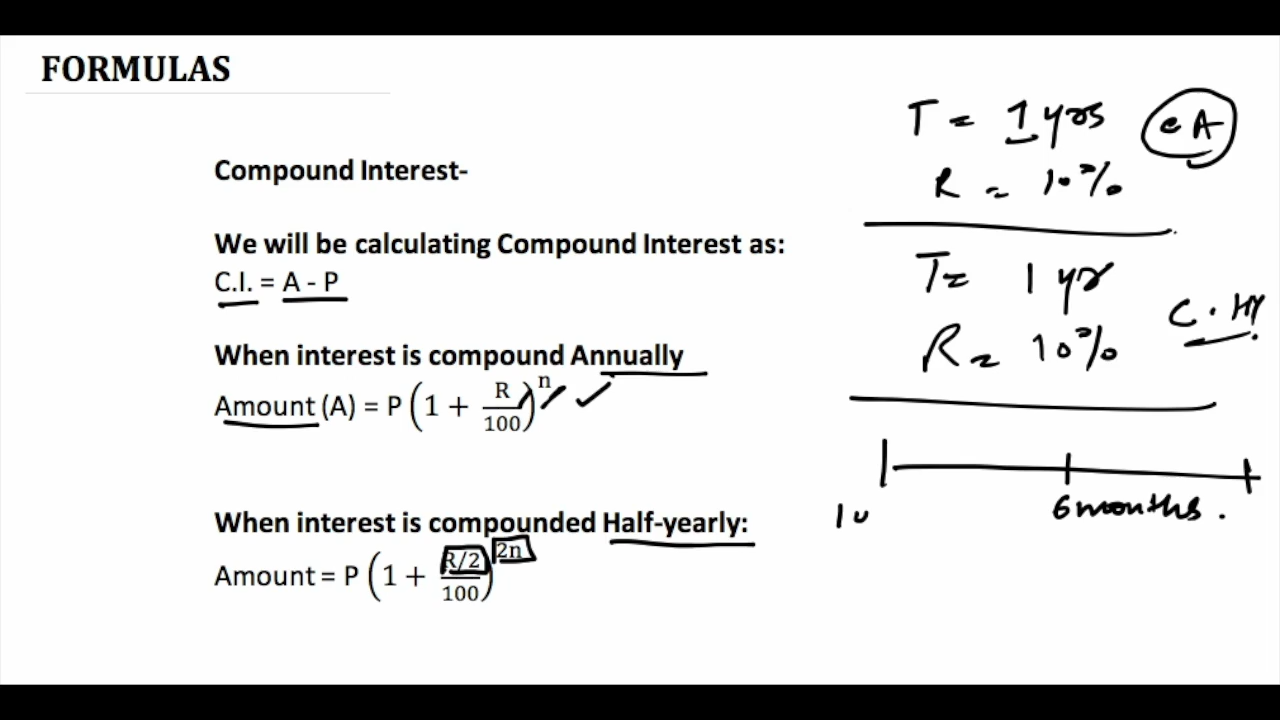 FORMULAS
Compound Interest-
We will be calculating Compound Interest as:
C.I. = A - P
When interest is compound Annually
Amount (A) = P (1 + R/100)^n
When interest is compounded Half-yearly:
Amount = P (1 + (R/2)/100)^2n
T = 1 yrs CA
R = 10%
T = 1 yr
R = 10% C.HY
6 months.